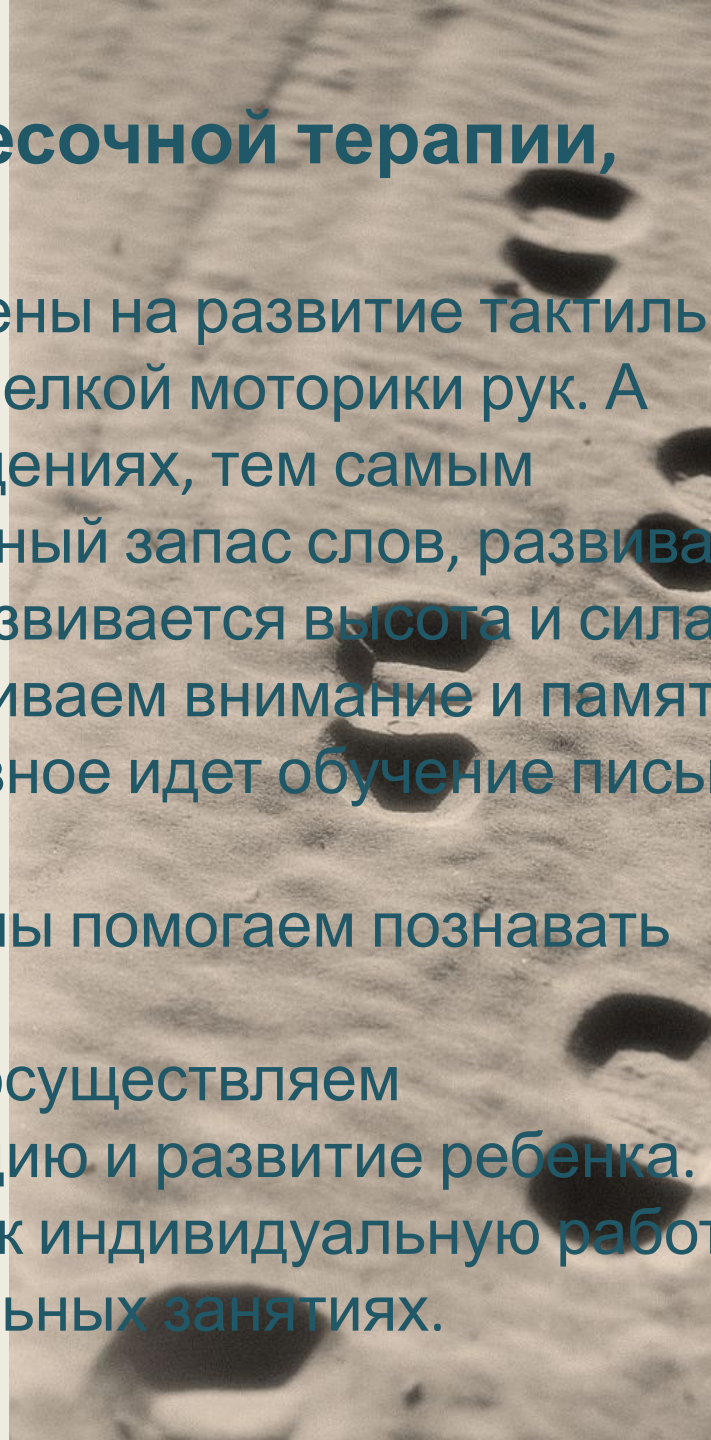 есочной терапии,
ены на развитие тактиль
елкой моторики рук. А
дениях, тем самым
ный запас слов, развива
звивается высота и сила
иваем внимание и памят
вное идет обучение пись
ы помогаем познавать
осуществляем
цию и развитие ребенка.
к индивидуальную работ
ьных занятиях.